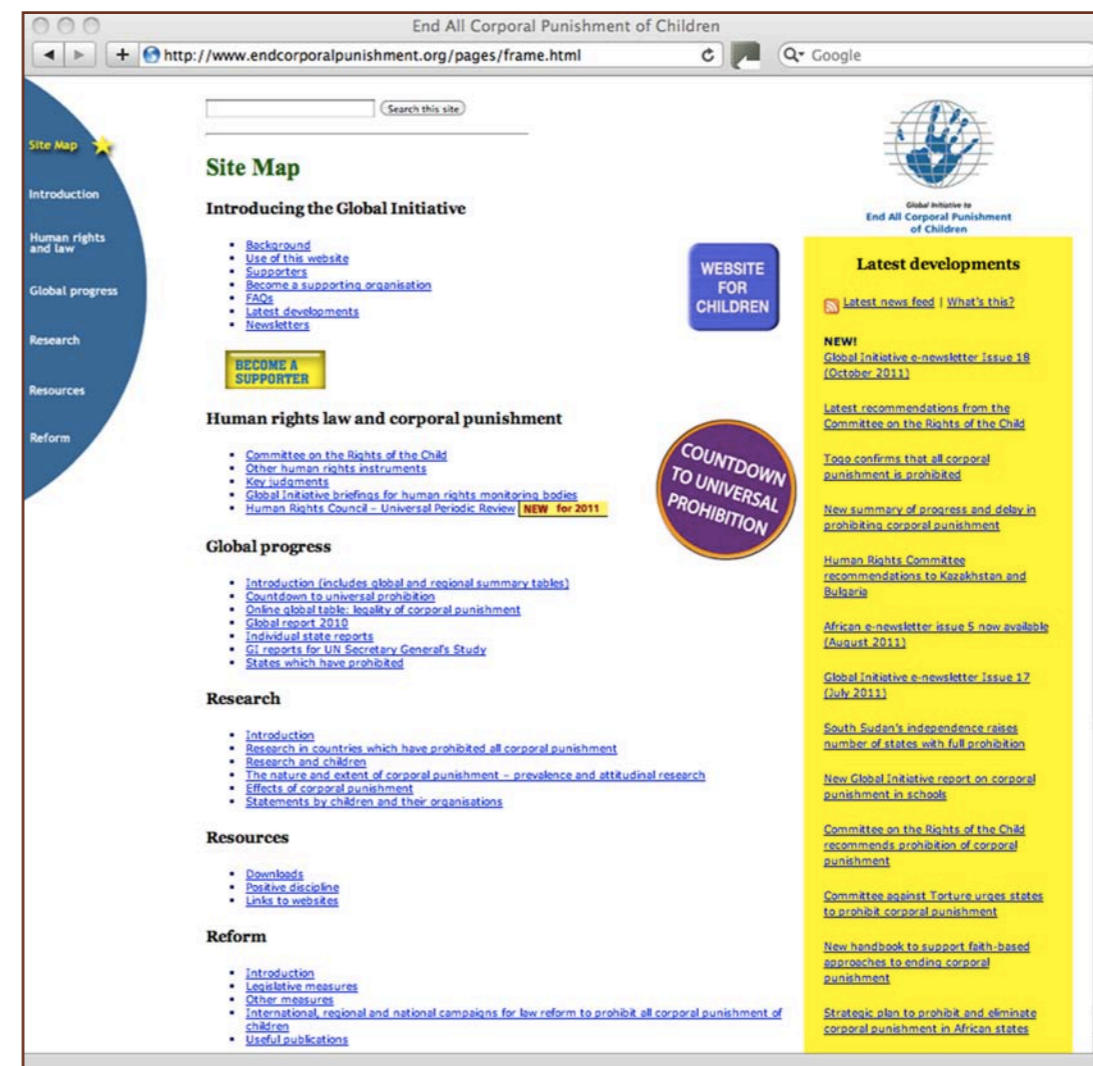 End All Corporal Punishment of Children
http://www.endcorporalpunishment.org/pages/frame.html
Google
Site Map
Introduction
Human rights
and law
Global progress
Research
Resources
Reform
Search this site
Site Map
Introducing the Global Initiative
Background
Use of this website
Supporters
Become a supporting organisation
FAQs
Latest developments
Newsletters
WEBSITE
FOR
CHILDREN
BECOME A
SUPPORTER
Human rights law and corporal punishment
Committee on the Rights of the Child
Other human rights instruments
Key judgments
Global Initiative briefings for human rights monitoring bodies
Human Rights Council – Universal Periodic Review NEW for 2011
COUNTDOWN
TO UNIVERSAL
PROHIBITION
Global progress
Introduction (includes global and regional summary tables)
Countdown to universal prohibition
Online global table: legality of corporal punishment
Global report 2010
Individual state reports
GI reports for UN Secretary General's Study
States which have prohibited
Research
Introduction
Research in countries which have prohibited all corporal punishment
Research and children
The nature and extent of corporal punishment – prevalence and attitudinal research
Effects of corporal punishment
Statements by children and their organisations
Resources
Downloads
Positive discipline
Links to websites
Reform
Introduction
Legislative measures
Other measures
International, regional and national campaigns for law reform to prohibit all corporal punishment of
children
Useful publications
Global Initiative to
End All Corporal Punishment
of Children
Latest developments
Latest news feed | What's this?
NEW!
Global Initiative e-newsletter Issue 18
(October 2011)
Latest recommendations from the
Committee on the Rights of the Child
Togo confirms that all corporal
punishment is prohibited
New summary of progress and delay in
prohibiting corporal punishment
Human Rights Committee
recommendations to Kazakhstan and
Bulgaria
African e-newsletter issue 5 now available
(August 2011)
Global Initiative e-newsletter Issue 17
(July 2011)
South Sudan's independence raises
number of states with full prohibition
New Global Initiative report on corporal
punishment in schools
Committee on the Rights of the Child
recommends prohibition of corporal
punishment
Committee against Torture urges states
to prohibit corporal punishment
New handbook to support faith-based
approaches to ending corporal
punishment
Strategic plan to prohibit and eliminate
corporal punishment in African states